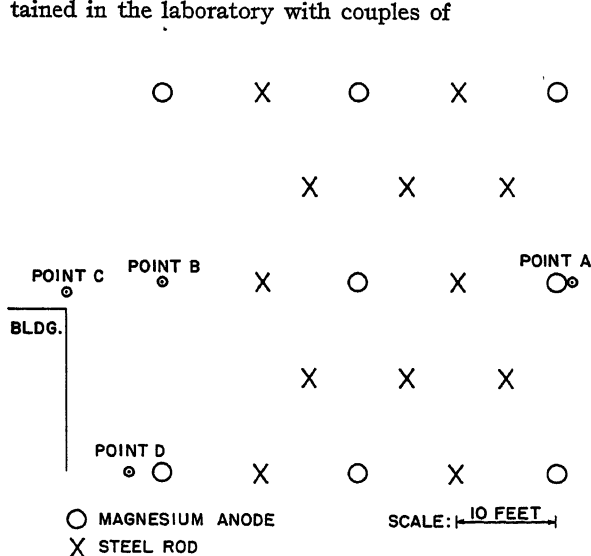 tained in the laboratory with couples of
POINT A
POINT B
POINT C
BLDG.
POINT D
MAGNESIUM ANODE
SCALE: 10 FEET
STEEL ROD